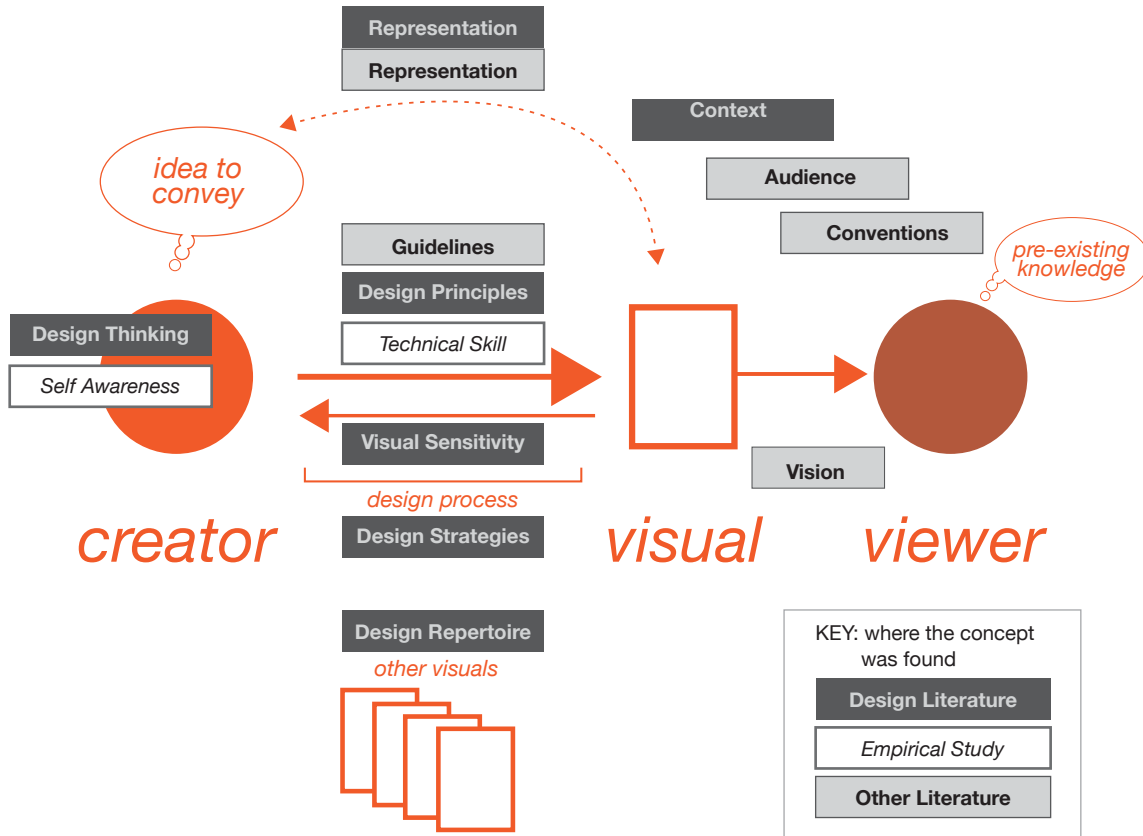 Representation
Representation
Context
idea to
convey
Audience
Conventions
Guidelines
pre-existing
knowledge
Design Principles
Design Thinking
Technical Skill
Self Awareness
Visual Sensitivity
Vision
design process
creator
Design Strategies
visual
viewer
Design Repertoire
other visuals
KEY: where the concept
was found
Design Literature
Empirical Study
Other Literature